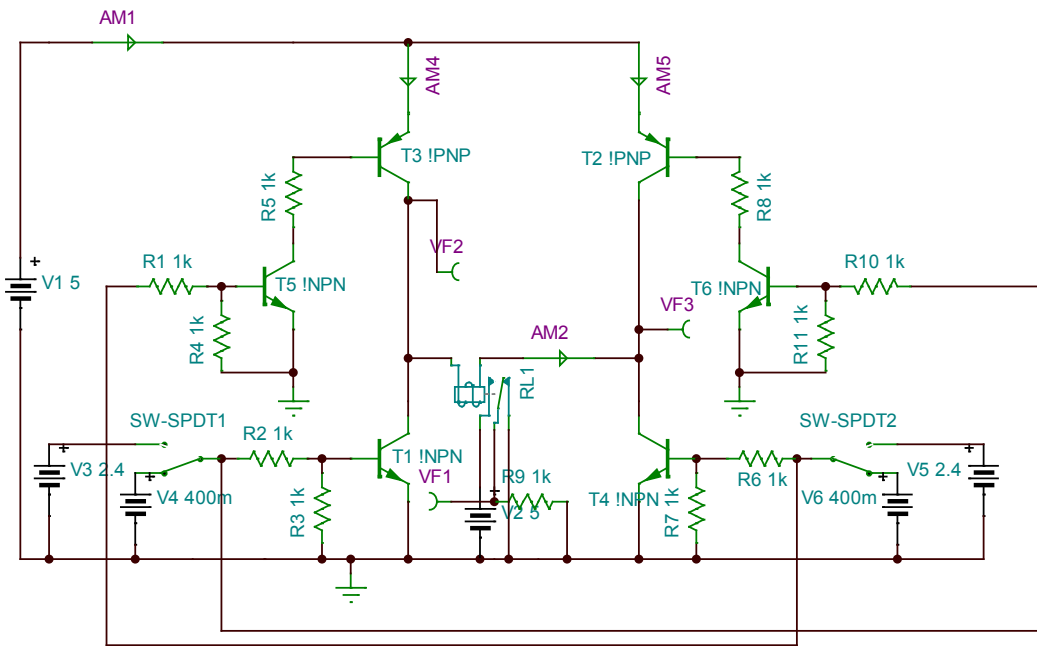 AM1
AM4
AM5
T3 !PNP
T2 !PNP
R5 1k
R8 1k
VF2
V1 5
R1 1k
T5 !NPN
T6 !NPN
R10 1k
VF3
R4 1k
R11 1k
AM2
RL1
SW-SPDT1
SW-SPDT2
R2 1k
T1 !NPN
V3 2.4
VF1
R9 1k
R6 1k
V5 2.4
V4 400m
V6 400m
R3 1k
V2 5
T4 !NPN
R7 1k